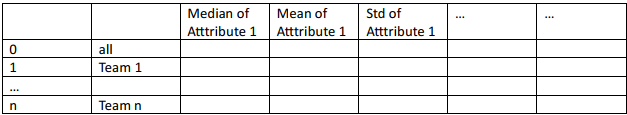 Median of Atttribute 1 Mean of Atttribute 1 Std of Atttribute 1 ... ...
0 all
1 Team 1
...
n Team n